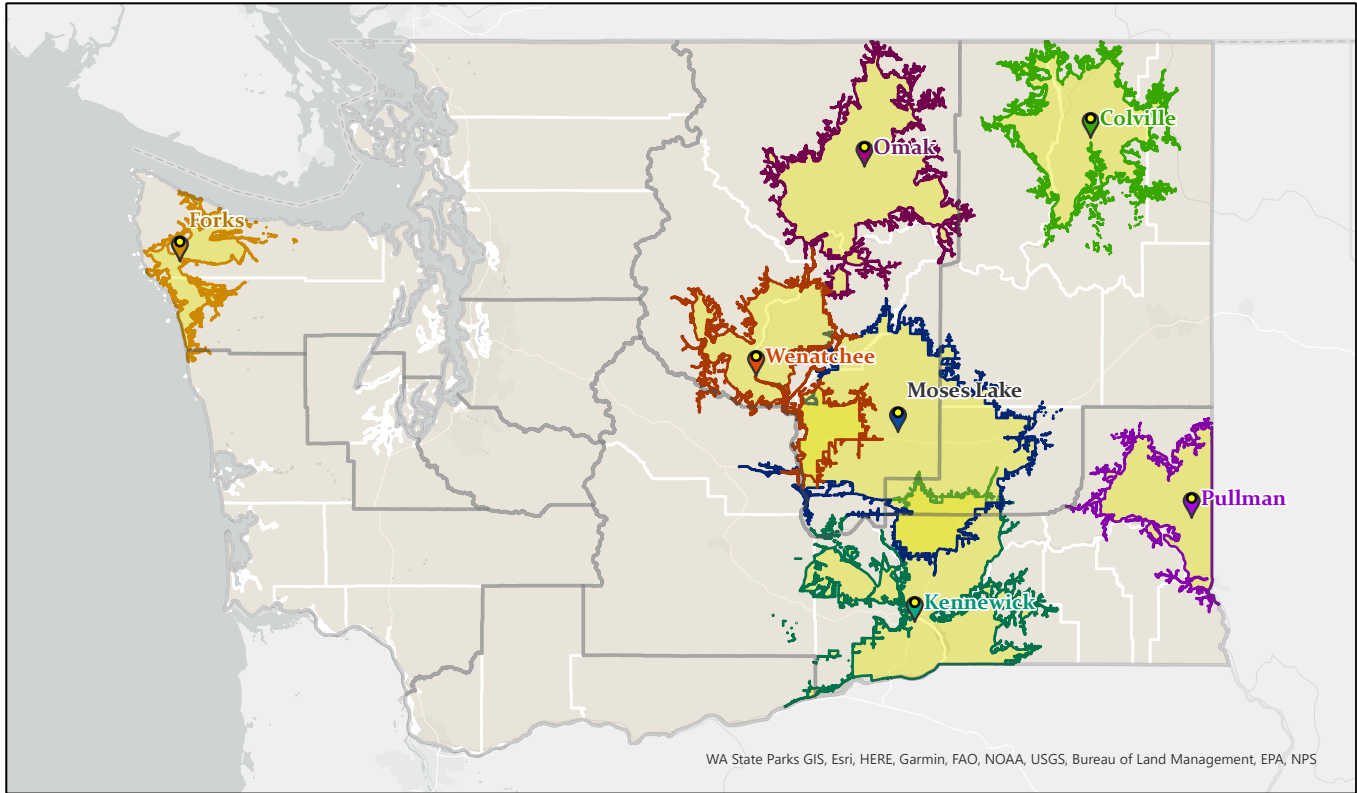 Colville
Omak
Forks
Wenatchee
Moses Lake
Pullman
Kennewick
WA State Parks GIS, Esri, HERE, Garmin, FAO, NOAA, USGS, Bureau of Land Management, EPA, NPS